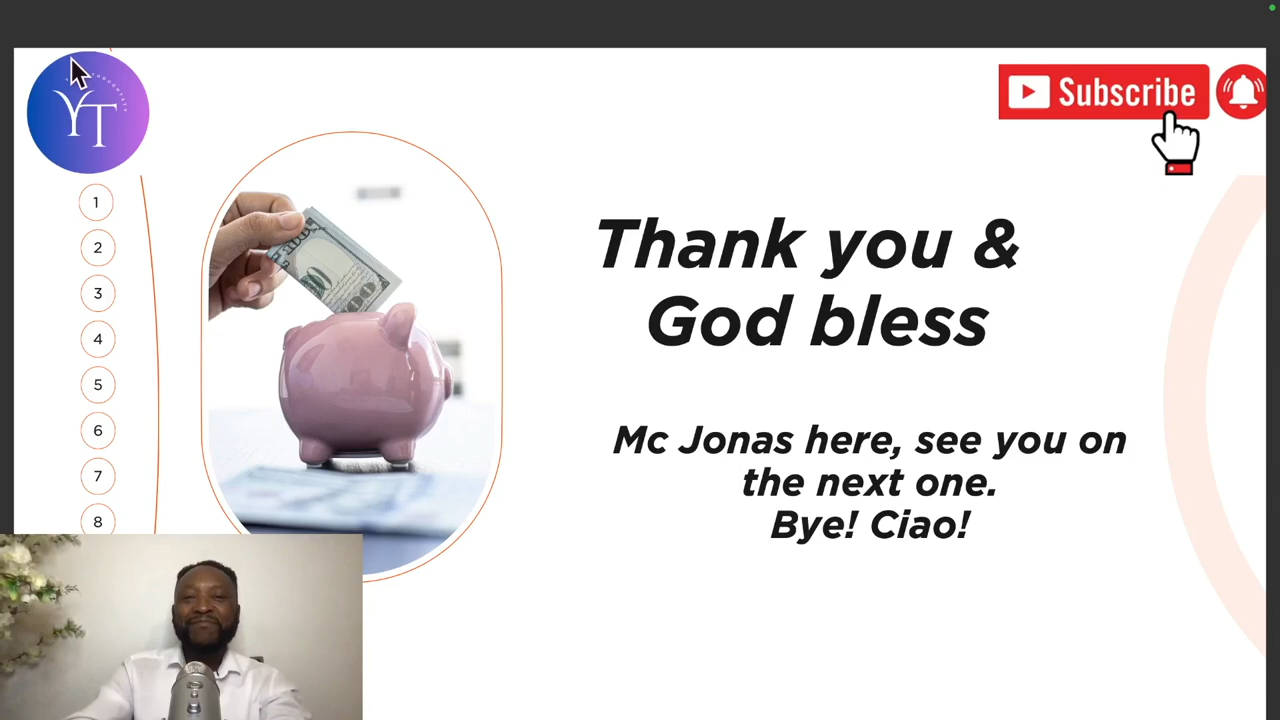 YT
Subscribe
1
2
3
4
5
6
7
8
Thank you &
God bless
Mc Jonas here, see you on
the next one.
Bye! Ciao!
100